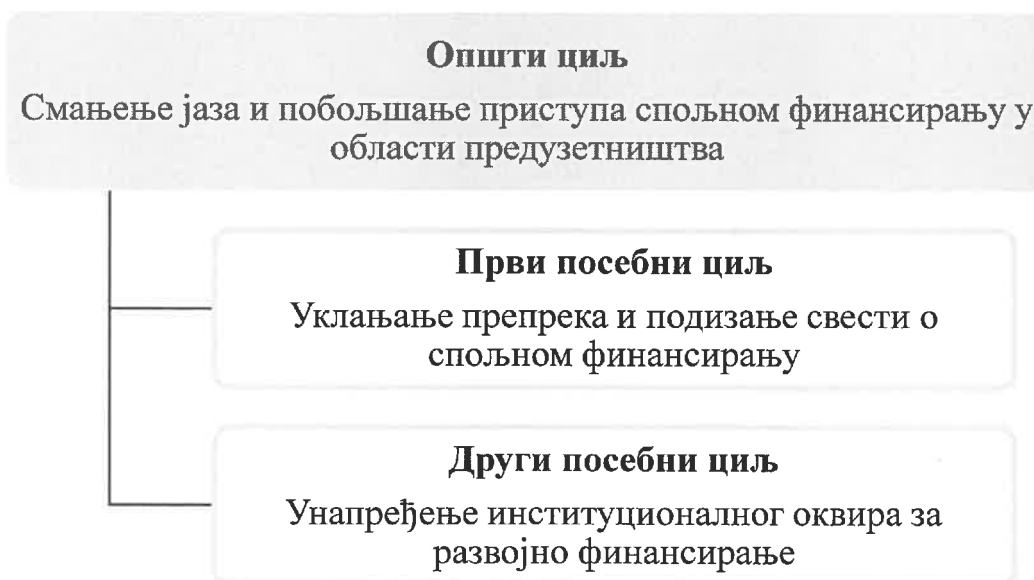 Општи циљ
Смањење јаза и побољшање приступа спољном финансирању у
области предузетништва
Први посебни циљ
Уклањање препрека и подизање свести о
спољном финансирању
Други посебни циљ
Унапређење институционалног оквира за
развојно финансирање